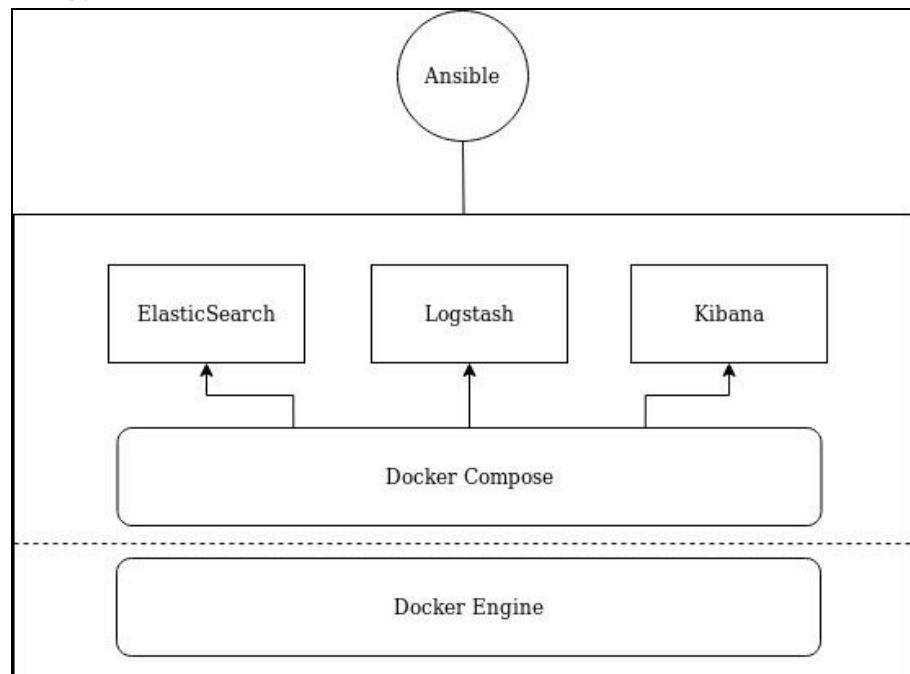 Ansible
ElasticSearch
Logstash
Kibana
Docker Compose
Docker Engine